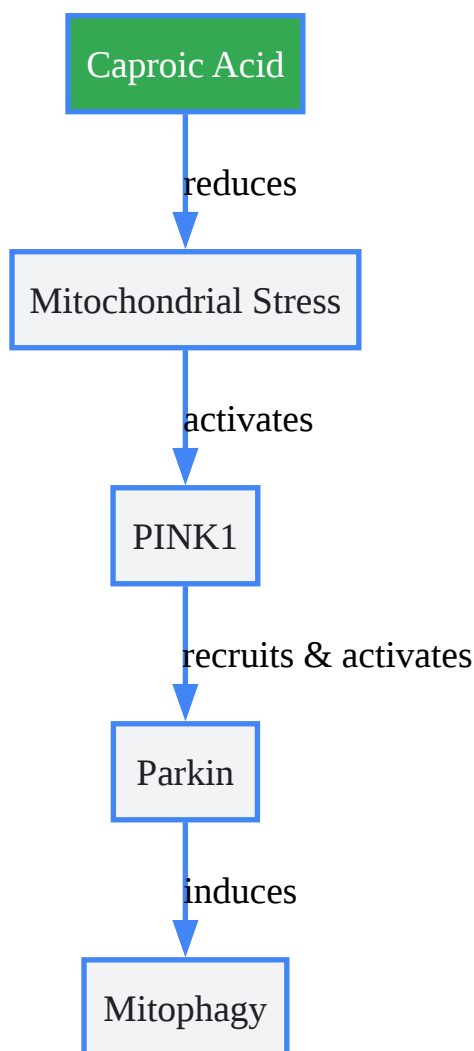 Caproic Acid
reduces
Mitochondrial Stress
activates
PINK1
recruits & activates
Parkin
induces
Mitophagy